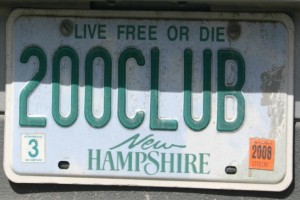 LIVE FREE OR DIE
200CLUB
3
2008
New
HAMPSHIRE